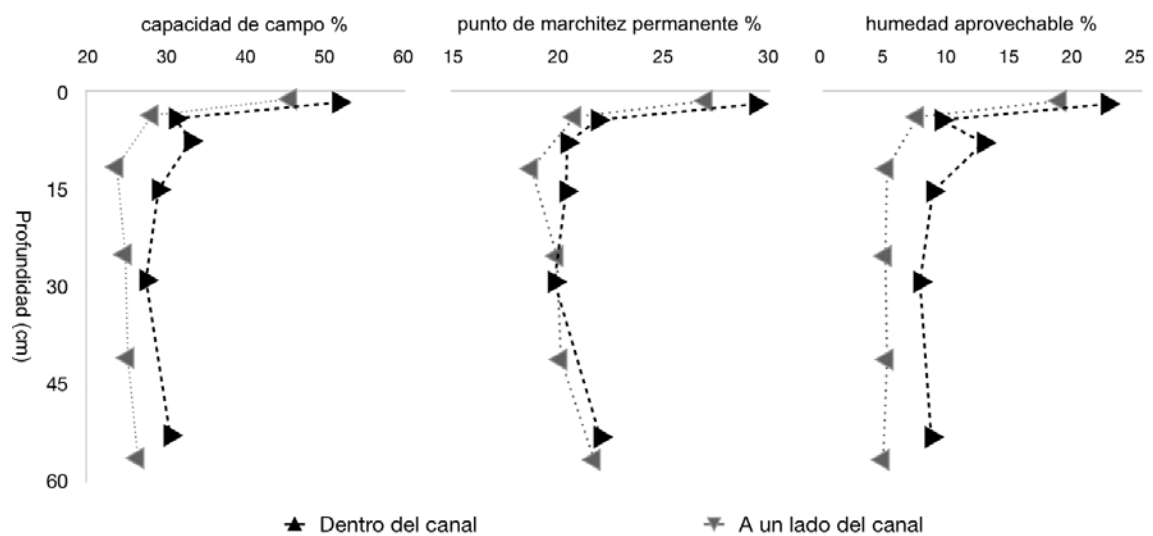 capacidad de campo %
punto de marchitez permanente %
humedad aprovechable %
20 30 40 50 60
15 20 25 30
0 5 10 15 20 25
0
15
30
45
60
Profundidad (cm)
Dentro del canal
A un lado del canal